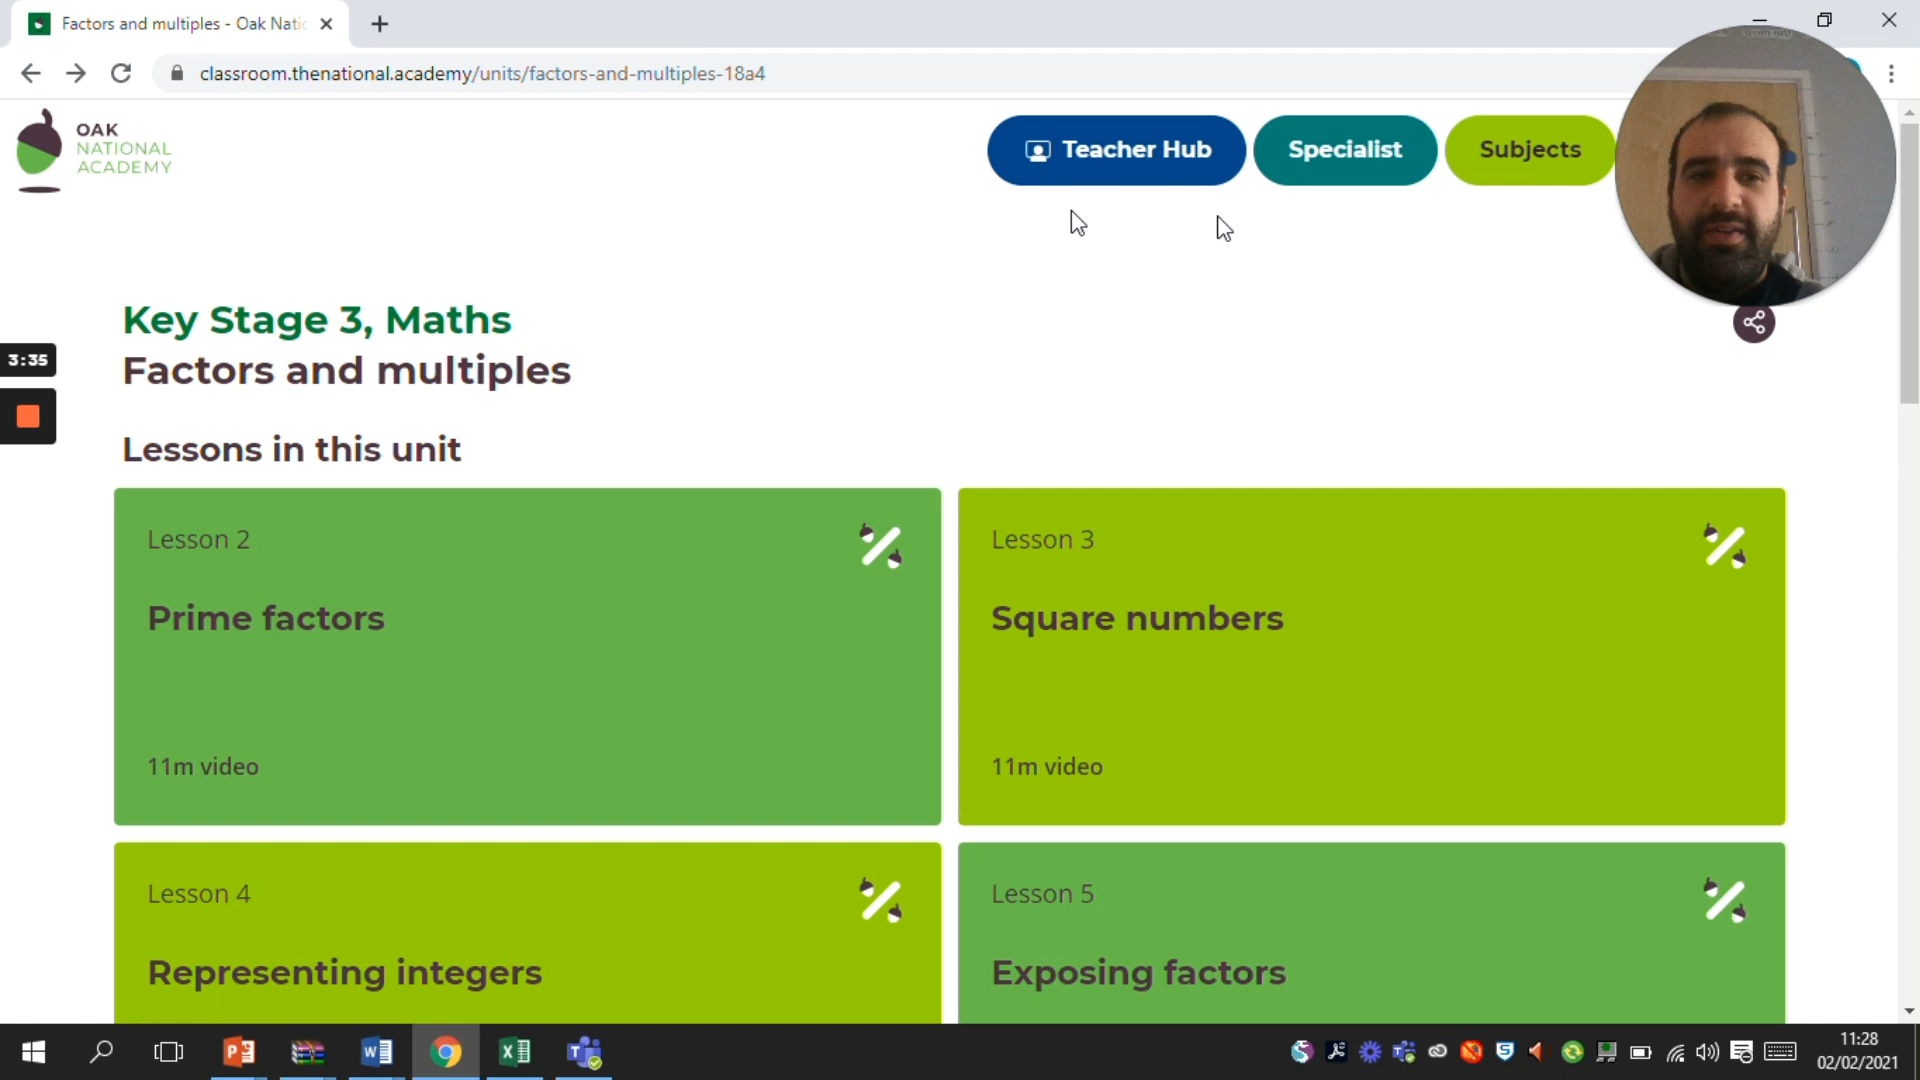 Factors and multiples - Oak Natio
classroom.thenational.academy/units/factors-and-multiples-18a4
OAK
NATIONAL
ACADEMY
Teacher Hub
Specialist
Subjects
Key Stage 3, Maths
Factors and multiples
3:35
Lessons in this unit
Lesson 2
Prime factors
11m video
Lesson 3
Square numbers
11m video
Lesson 4
Representing integers
Lesson 5
Exposing factors
11:28
02/02/2021